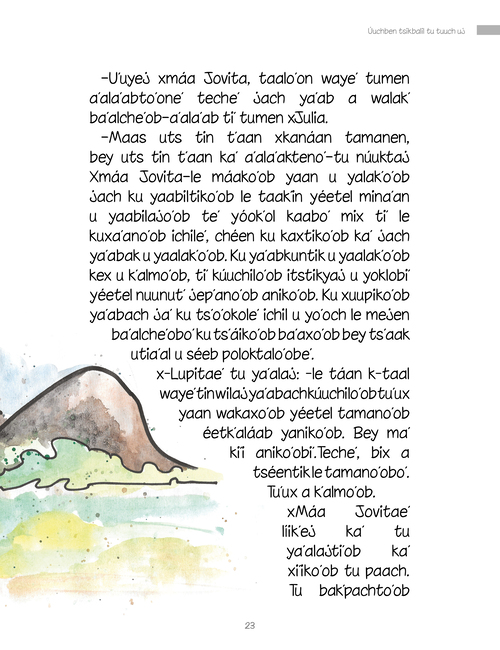 Úuchben tsikbalil tu tuuch uj
–U'uyej xmáa Jovita, taalo'on waye' tumen
a'ala'abto'one' teche' jach ya'ab a walak'
ba'alche'ob–a'ala'ab ti' tumen xJulia.
–Maas uts tin t'aan xkanáan tamanen,
bey uts tin t'aan ka' a'ala'akteno'–tu núuktaj
Xmáa Jovita–le máako'ob yaan u yalak'o'ob
jach ku yaabiltiko'ob le taak'in yéetel mina'an
u yaabilajo'ob te' yóok'ol kaabo' mix ti' le
kuxa'ano'ob ichile', chéen ku kaxtiko'ob ka' jach
ya'abak u yaalak'o'ob. Ku ya'abkuntik u yaalak'o'ob
kex u k'almo'ob, ti' kúuchilo'ob itstikyaj u yoklobi'
yéetel nuunut' jep'ano'ob aniko'ob. Ku xuupiko'ob
ya'abach ja' ku ts'o'okole' ichil u yo'och le mejen
ba'alche'obo' ku ts'áiko'ob ba'axo'ob bey ts'aak
utia'al u séeb poloktalo'obe'.
x-Lupitae' tu ya'alaj: -le táan k-taal
waye' tin wilaj ya'abach kúuchilo'ob tu'ux
yaan wakaxo'ob yéetel tamano'ob
éetk'aláab yaniko'ob. Bey ma'
ki'i aniko'obi'. Teche', bix a
tséentik le tamano'obo'.
Tu'ux a k'almo'ob.
xMáa Jovitae'
líik'ej ka' tu
ya'alajti'ob ka'
xi'iko'ob tu paach.
Tu bak'pachto'ob
23